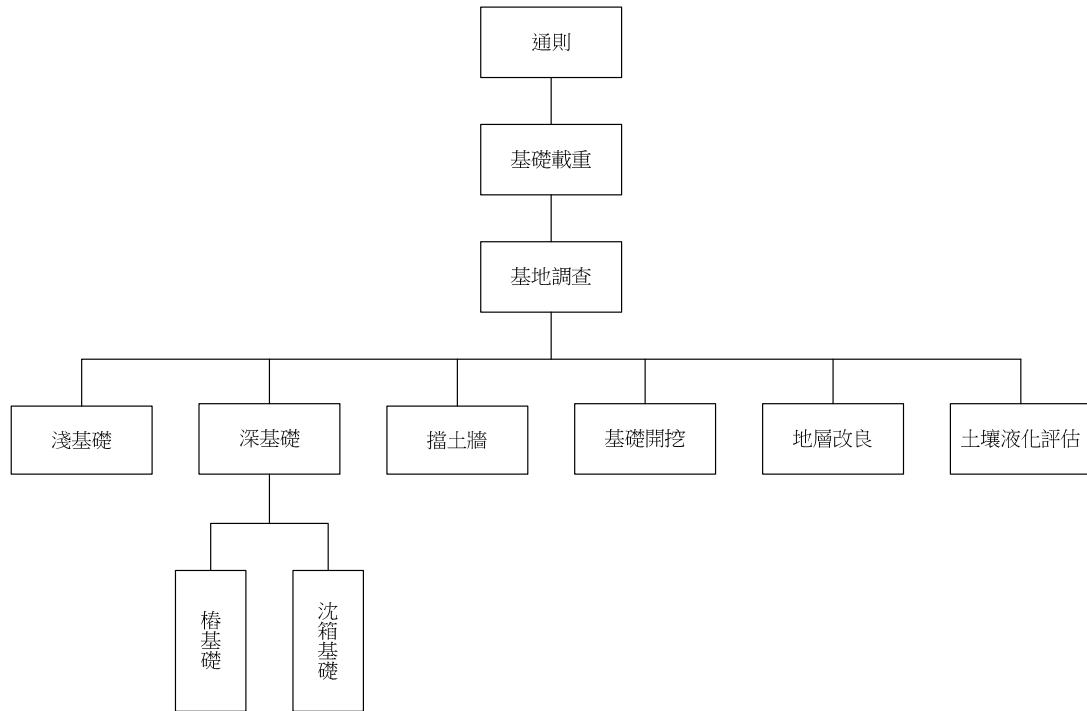 通則
基礎載重
基地調查
淺基礎
深基礎
擋土牆
基礎開挖
地層改良
土壤液化評估
樁基礎
沈箱基礎